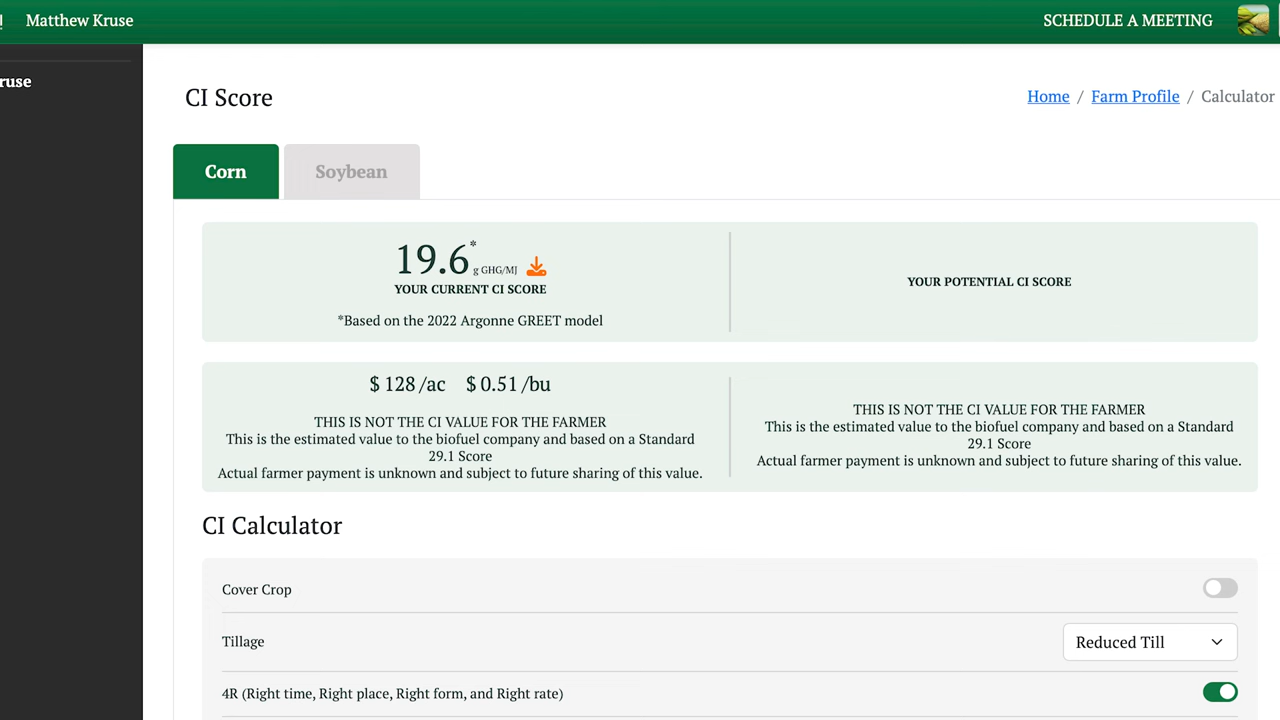 ! Matthew Kruse
SCHEDULE A MEETING
ruse
CI Score
Home / Farm Profile / Calculator
Corn
Soybean
19.6*
g GHG/MJ
YOUR CURRENT CI SCORE
*Based on the 2022 Argonne GREET model
YOUR POTENTIAL CI SCORE
$ 128 /ac $ 0.51 /bu
THIS IS NOT THE CI VALUE FOR THE FARMER
This is the estimated value to the biofuel company and based on a Standard
29.1 Score
Actual farmer payment is unknown and subject to future sharing of this value.
THIS IS NOT THE CI VALUE FOR THE FARMER
This is the estimated value to the biofuel company and based on a Standard
29.1 Score
Actual farmer payment is unknown and subject to future sharing of this value.
CI Calculator
Cover Crop
Tillage
Reduced Till
4R (Right time, Right place, Right form, and Right rate)